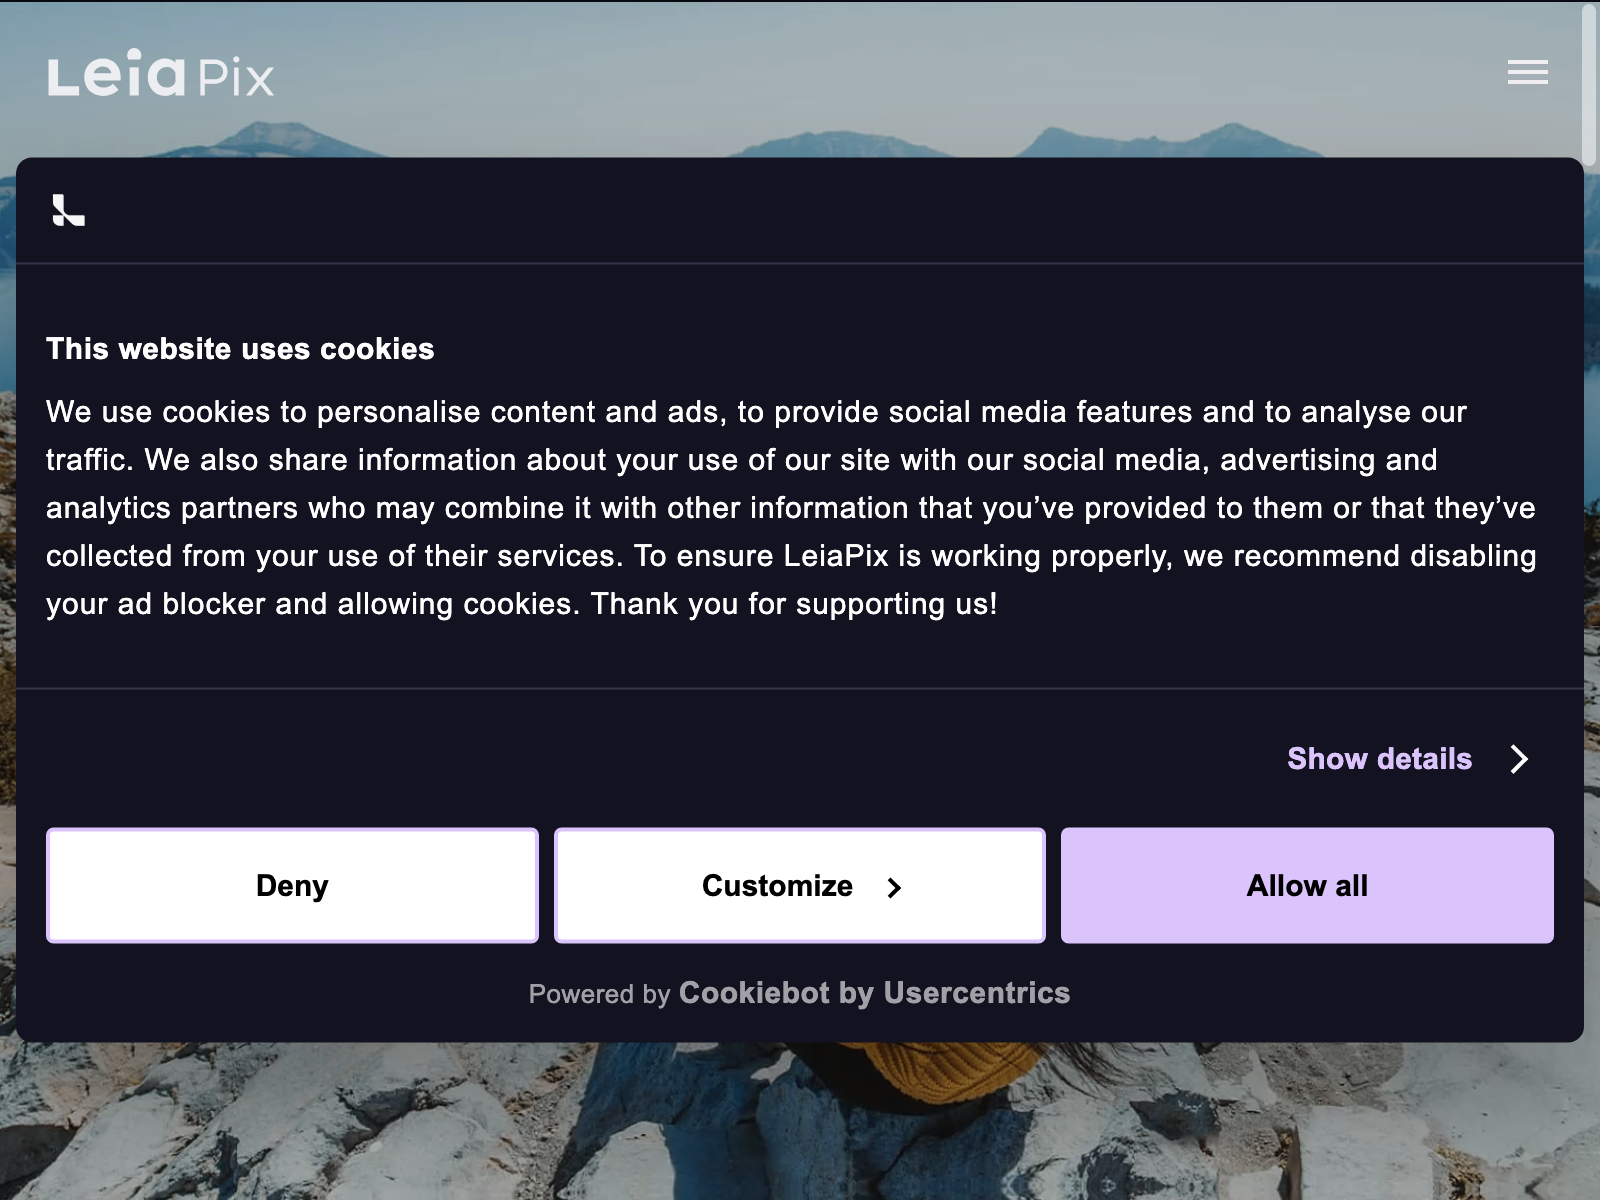 Leia Pix
This website uses cookies
We use cookies to personalise content and ads, to provide social media features and to analyse our
traffic. We also share information about your use of our site with our social media, advertising and
analytics partners who may combine it with other information that you’ve provided to them or that they’ve
collected from your use of their services. To ensure LeiaPix is working properly, we recommend disabling
your ad blocker and allowing cookies. Thank you for supporting us!
Show details
Deny
Customize
Allow all
Powered by Cookiebot by Usercentrics